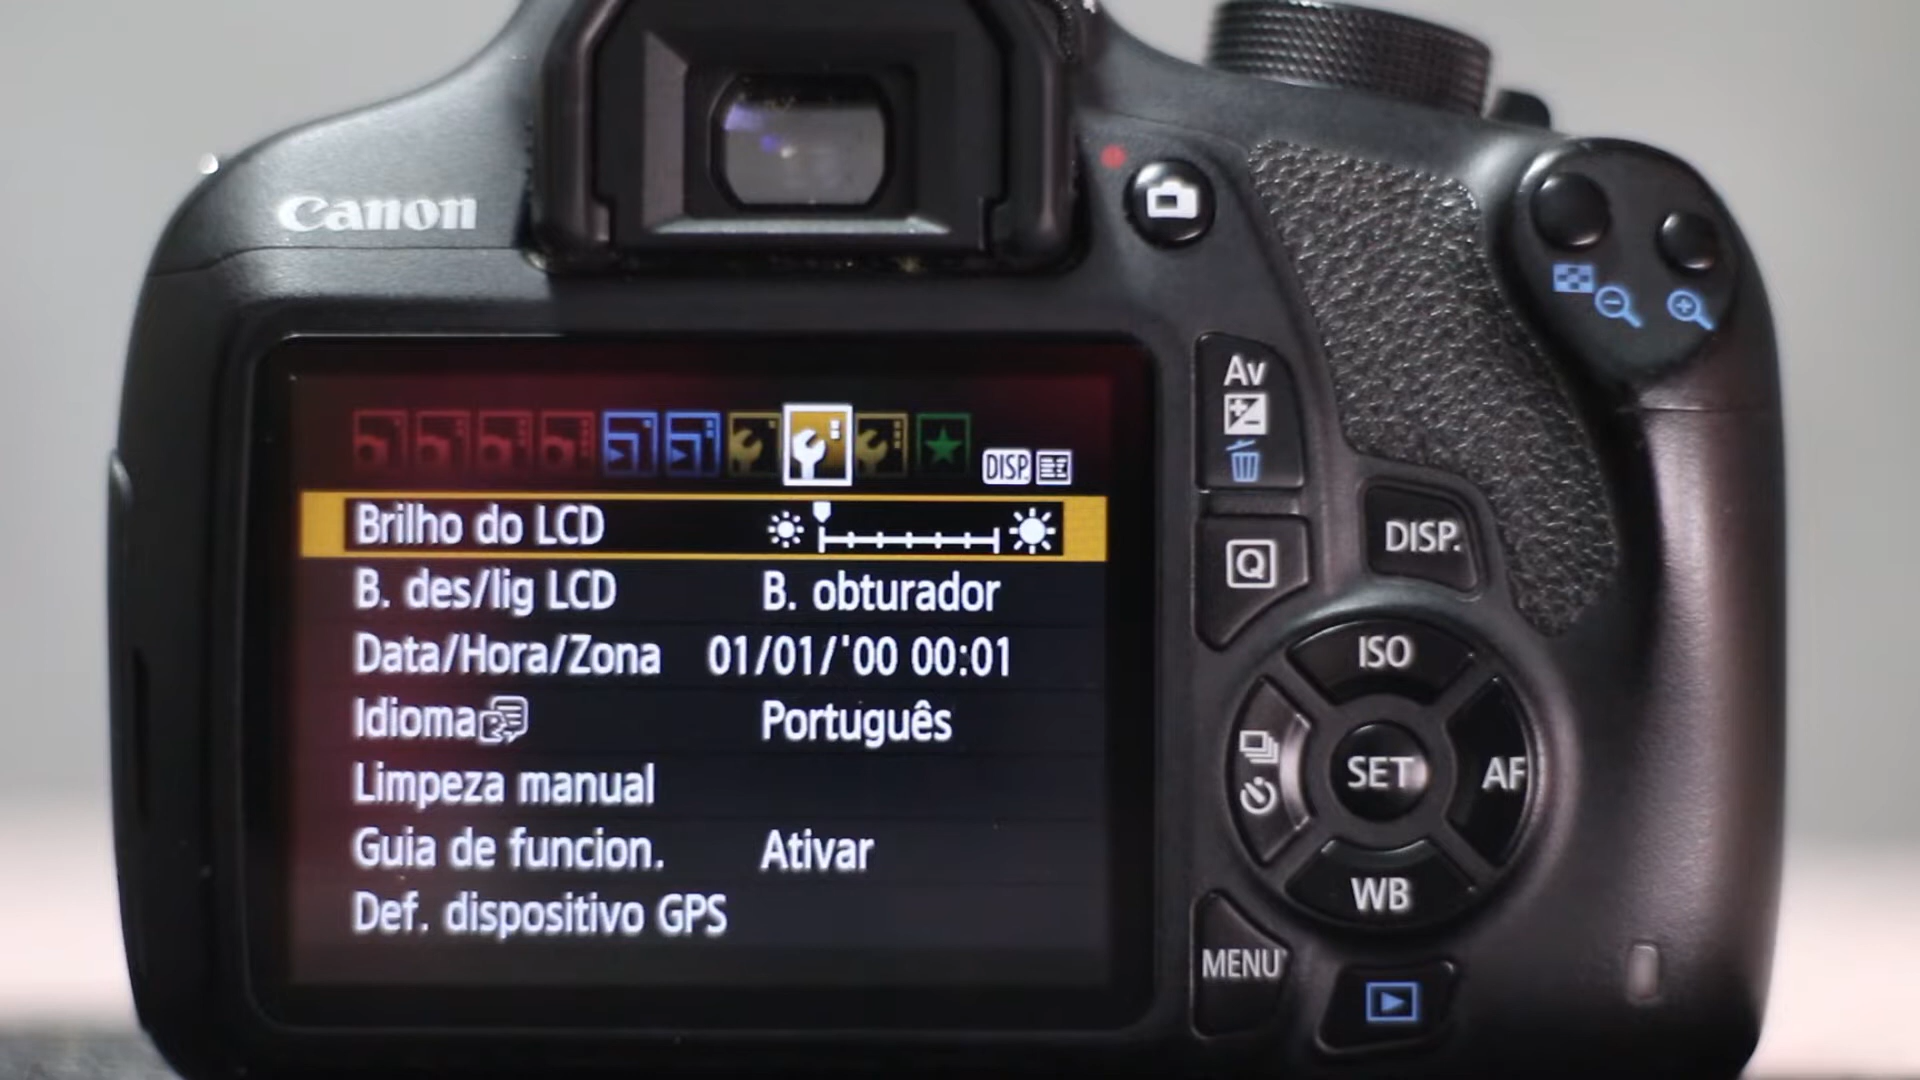 Canon
Av
DISP.
Brilho do LCD
B. des/lig LCD B. obturador
Data/Hora/Zona 01/01/'00 00:01
Idioma Português
Limpeza manual
Guia de funcion. Ativar
Def. dispositivo GPS
DISP.
Q
ISO
SET
AF
WB
MENU